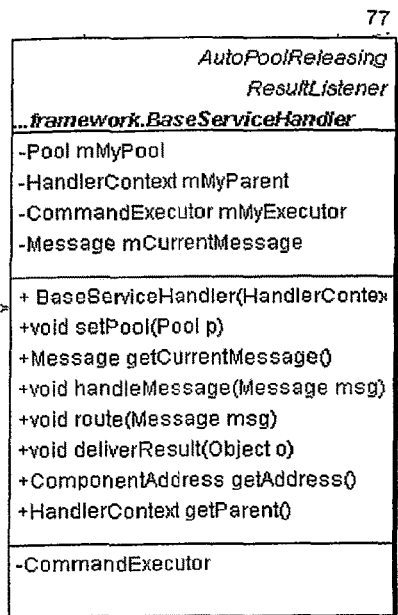 77
AutoPoolReleasing
ResultListener
...framework.BaseServiceHandler
-Pool mMyPool
-HandlerContext mMyParent
-CommandExecutor mMyExecutor
-Message mCurrentMessage
+ BaseServiceHandler(HandlerContex
+void setPool(Pool p)
+Message getCurrentMessage()
+void handleMessage(Message msg)
+void route(Message msg)
+void deliverResult(Object o)
+ComponentAddress getAddress()
+HandlerContext getParent()
-CommandExecutor